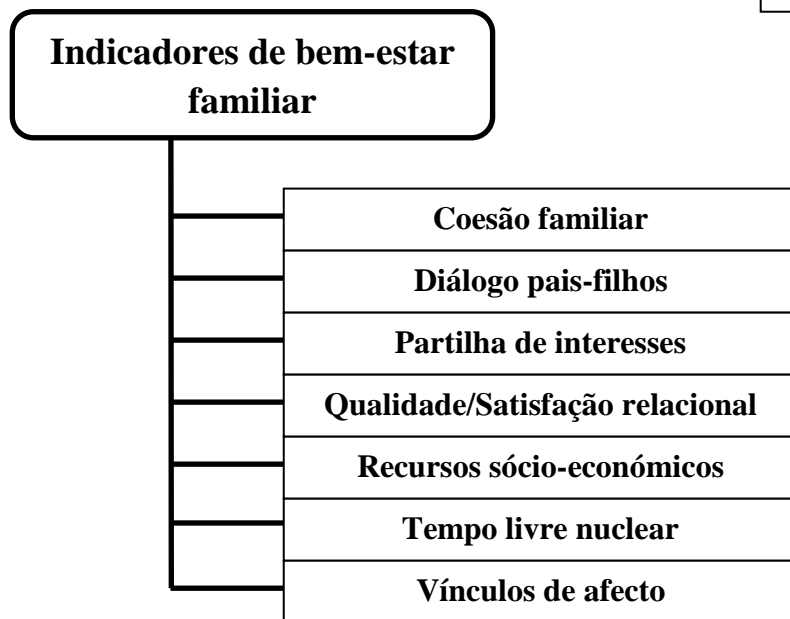 Indicadores de bem-estar
familiar
Coesão familiar
Diálogo pais-filhos
Partilha de interesses
Qualidade/Satisfação relacional
Recursos sócio-económicos
Tempo livre nuclear
Vínculos de afecto